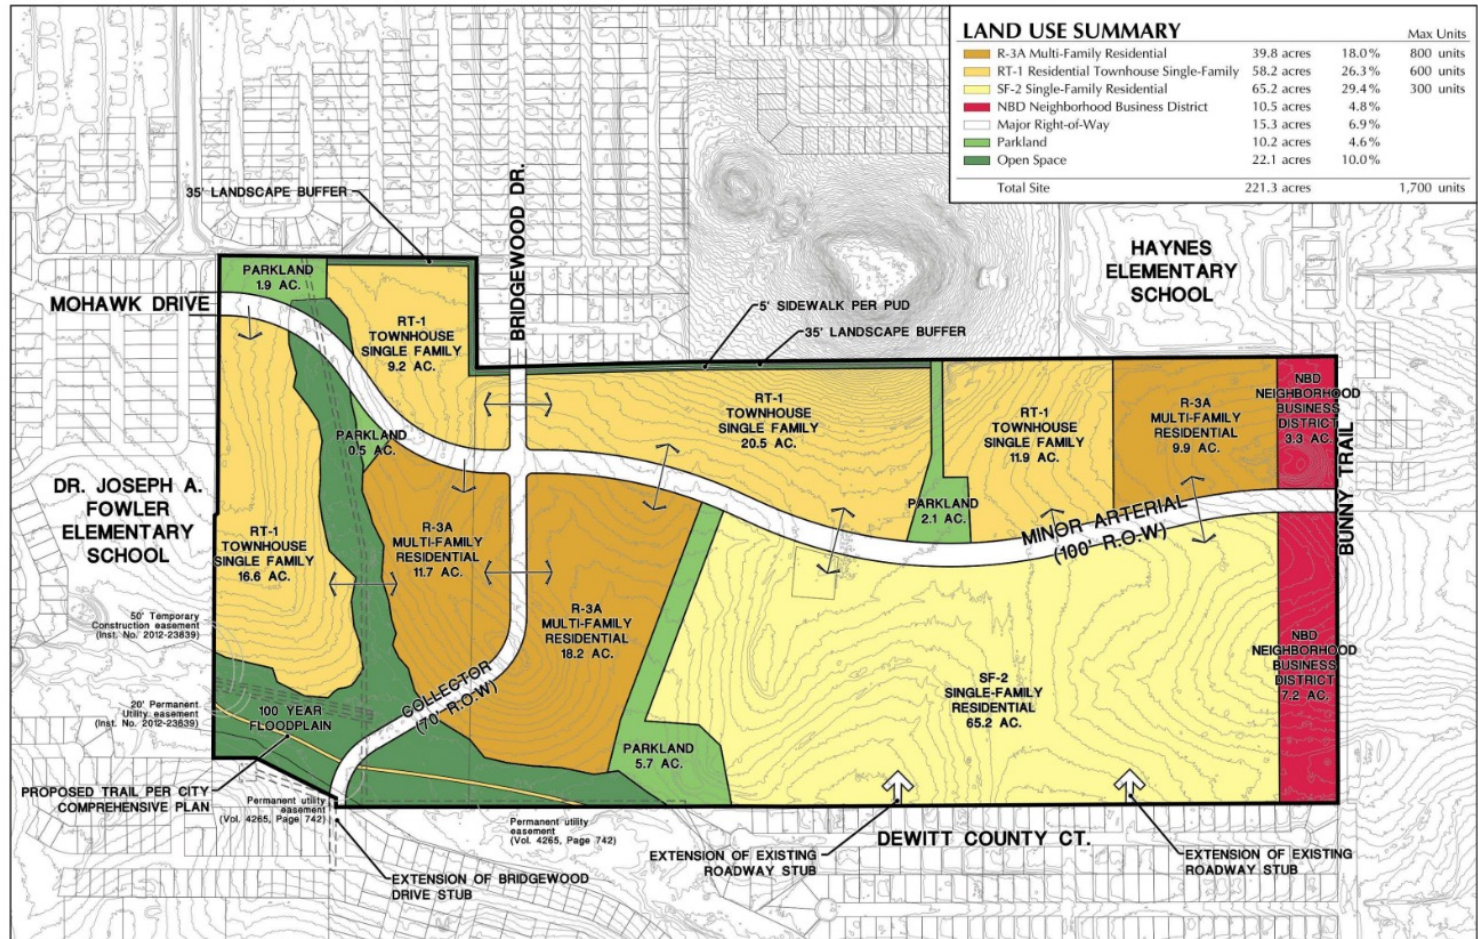 LAND USE SUMMARY Max Units
R-3A Multi-Family Residential 39.8 acres 18.0% 800 units
RT-1 Residential Townhouse Single-Family 58.2 acres 26.3% 600 units
SF-2 Single-Family Residential 65.2 acres 29.4% 300 units
NBD Neighborhood Business District 10.5 acres 4.8%
Major Right-of-Way 15.3 acres 6.9%
Parkland 10.2 acres 4.6%
Open Space 22.1 acres 10.0%
Total Site 221.3 acres 1,700 units
35' LANDSCAPE BUFFER
BRIDGEWOOD DR.
HAYNES
ELEMENTARY
SCHOOL
PARKLAND
1.9 AC.
MOHAWK DRIVE
RT-1
TOWNHOUSE
SINGLE FAMILY
9.2 AC.
5' SIDEWALK PER PUD
35' LANDSCAPE BUFFER
RT-1
TOWNHOUSE
SINGLE FAMILY
20.5 AC.
RT-1
TOWNHOUSE
SINGLE FAMILY
11.9 AC.
R-3A
MULTI-FAMILY
RESIDENTIAL
9.9 AC.
NBD
NEIGHBORHOOD
BUSINESS
DISTRICT
3.3 AC.
BUNNY TRAIL
PARKLAND
0.5 AC.
DR. JOSEPH A.
FOWLER
ELEMENTARY
SCHOOL
RT-1
TOWNHOUSE
SINGLE FAMILY
16.6 AC.
R-3A
MULTI-FAMILY
RESIDENTIAL
11.7 AC.
PARKLAND
2.1 AC.
MINOR ARTERIAL
(100' R.O.W)
R-3A
MULTI-FAMILY
RESIDENTIAL
18.2 AC.
50' Temporary
Construction easement
(Inst. No. 2012-23839)
NBD
NEIGHBORHOOD
BUSINESS
DISTRICT
7.2 AC.
SF-2
SINGLE-FAMILY
RESIDENTIAL
65.2 AC.
COLLECTOR
(70' R.O.W)
20' Permanent
Utility easement
(Inst. No. 2012-23839)
100 YEAR
FLOODPLAIN
PARKLAND
5.7 AC.
PROPOSED TRAIL PER CITY
COMPREHENSIVE PLAN
Permanent utility
easement
(Vol. 4265, Page 742)
Permanent utility
easement
(Vol. 4265, Page 742)
DEWITT COUNTY CT.
EXTENSION OF EXISTING
ROADWAY STUB
EXTENSION OF EXISTING
ROADWAY STUB
EXTENSION OF BRIDGEWOOD
DRIVE STUB